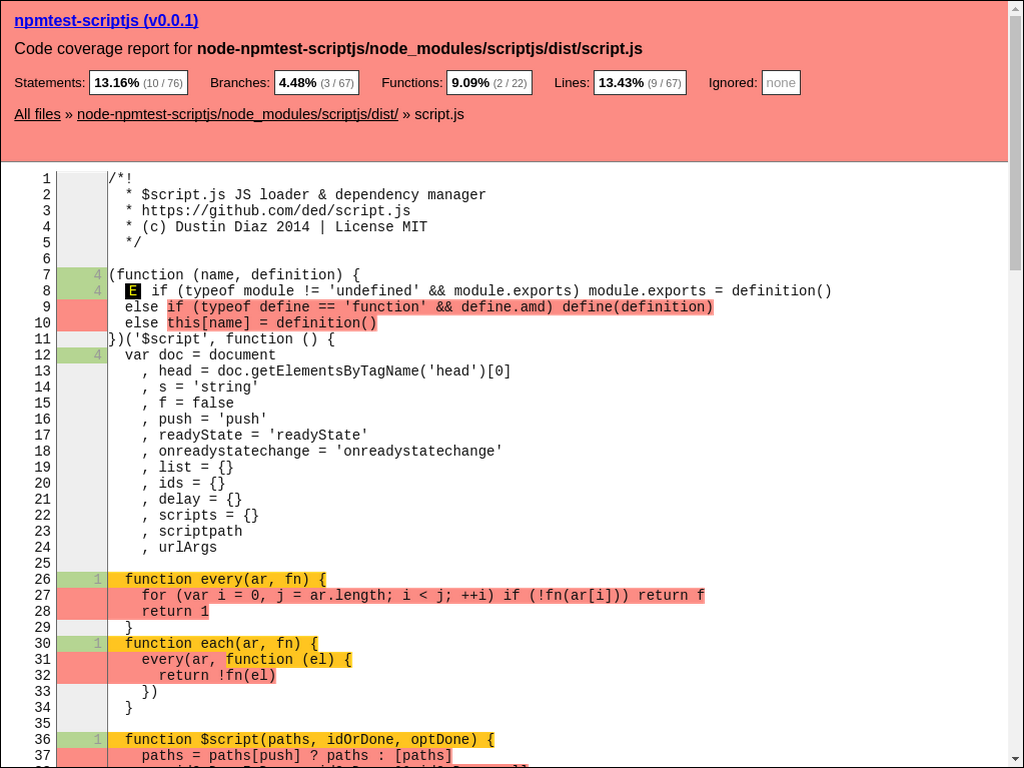 npmtest-scriptjs (v0.0.1)
Code coverage report for node-npmtest-scriptjs/node_modules/scriptjs/dist/script.js
Statements: 13.16% (10 / 76) Branches: 4.48% (3 / 67) Functions: 9.09% (2 / 22) Lines: 13.43% (9 / 67) Ignored: none
All files » node-npmtest-scriptjs/node_modules/scriptjs/dist/ » script.js
1 /*!
2   * $script.js JS loader & dependency manager
3   * https://github.com/ded/script.js
4   * (c) Dustin Diaz 2014 | License MIT
5   */
6
7 4 (function (name, definition) {
8 4   E if (typeof module != 'undefined' && module.exports) module.exports = definition()
9   else if (typeof define == 'function' && define.amd) define(definition)
10   else this[name] = definition()
11 })('$script', function () {
12 4   var doc = document
13     , head = doc.getElementsByTagName('head')[0]
14     , s = 'string'
15     , f = false
16     , push = 'push'
17     , readyState = 'readyState'
18     , onreadystatechange = 'onreadystatechange'
19     , list = {}
20     , ids = {}
21     , delay = {}
22     , scripts = {}
23     , scriptpath
24     , urlArgs
25
26 1   function every(ar, fn) {
27     for (var i = 0, j = ar.length; i < j; ++i) if (!fn(ar[i])) return f
28     return 1
29   }
30 1   function each(ar, fn) {
31     every(ar, function (el) {
32       return !fn(el)
33     })
34   }
35
36 1   function $script(paths, idOrDone, optDone) {
37     paths = paths[push] ? paths : [paths]